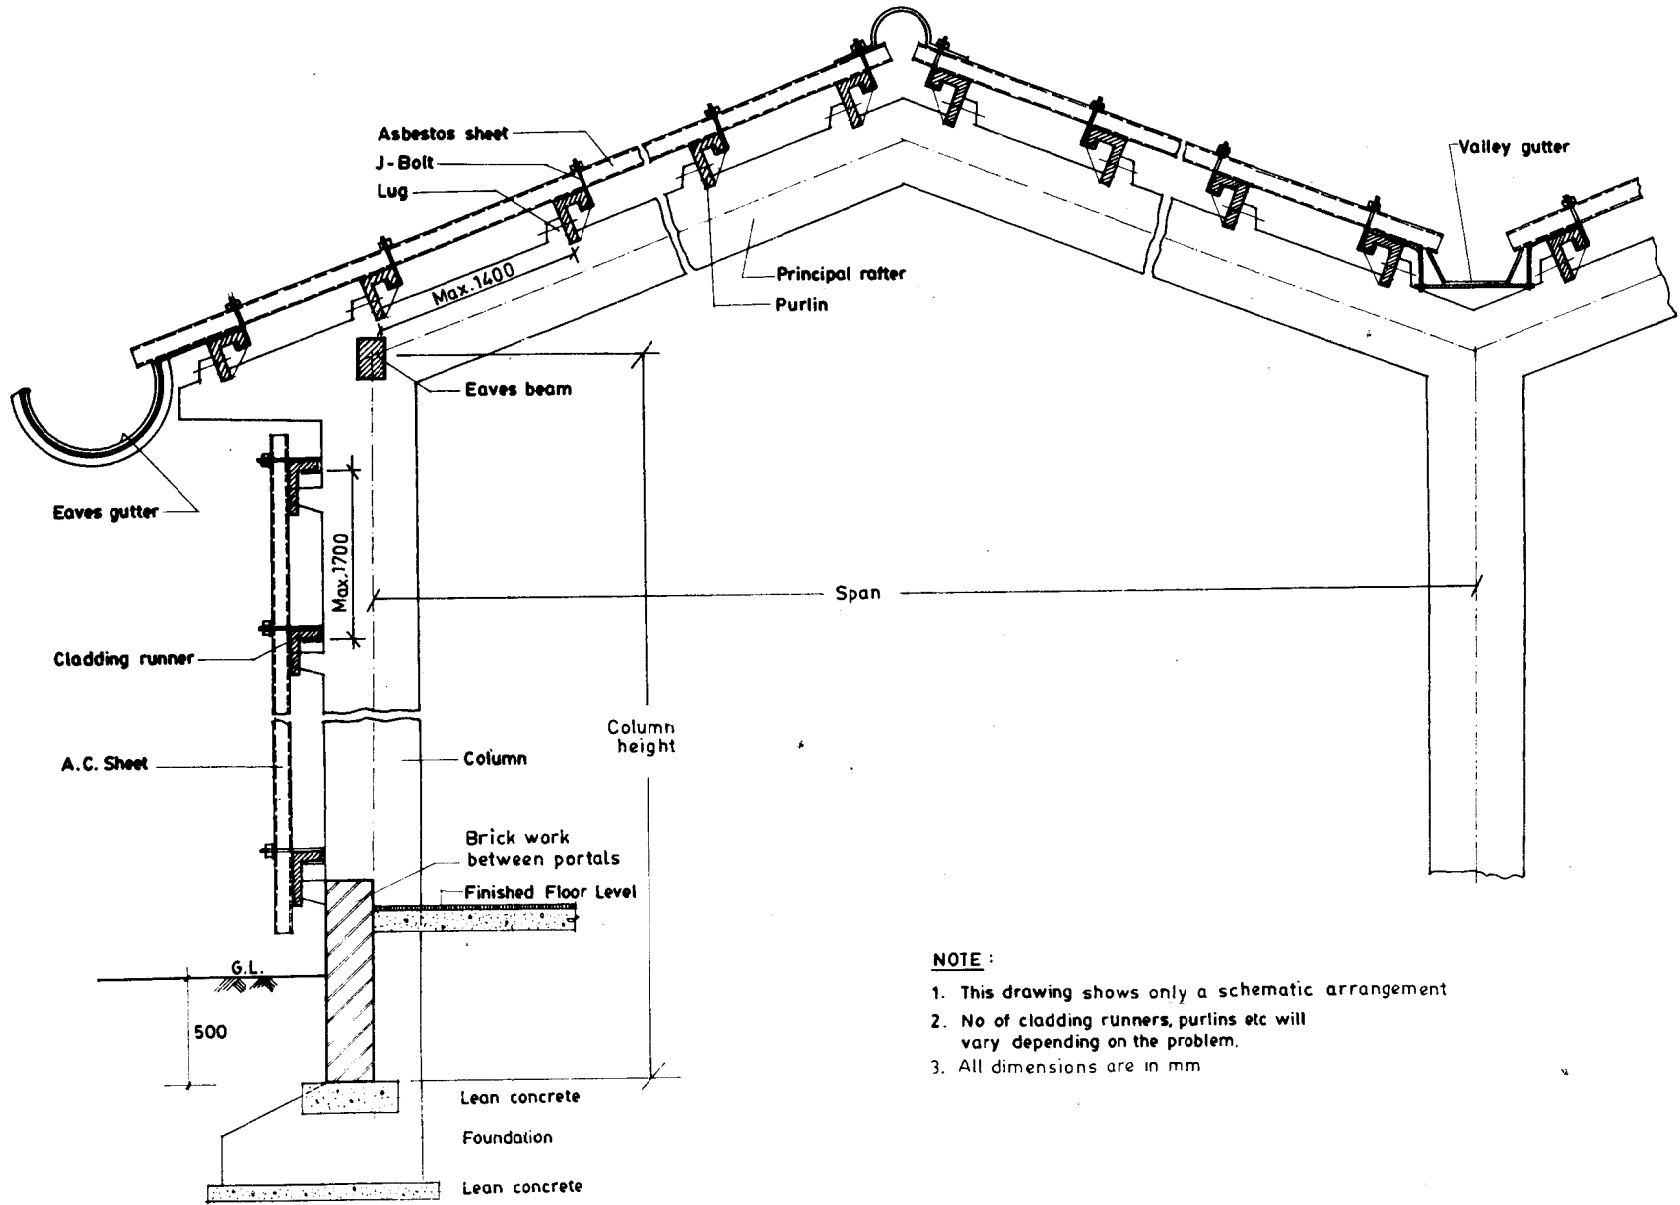 Asbestos sheet
J-Bolt
Lug
Max.1400
Valley gutter
Principal rafter
Purlin
Eaves beam
Eaves gutter
Max.1700
Span
Cladding runner
Column
height
A.C. Sheet
Column
Brick work
between portals
Finished Floor Level
G.L.
500
Lean concrete
Foundation
Lean concrete
NOTE :
1. This drawing shows only a schematic arrangement
2. No of cladding runners, purlins etc will
vary depending on the problem.
3. All dimensions are in mm